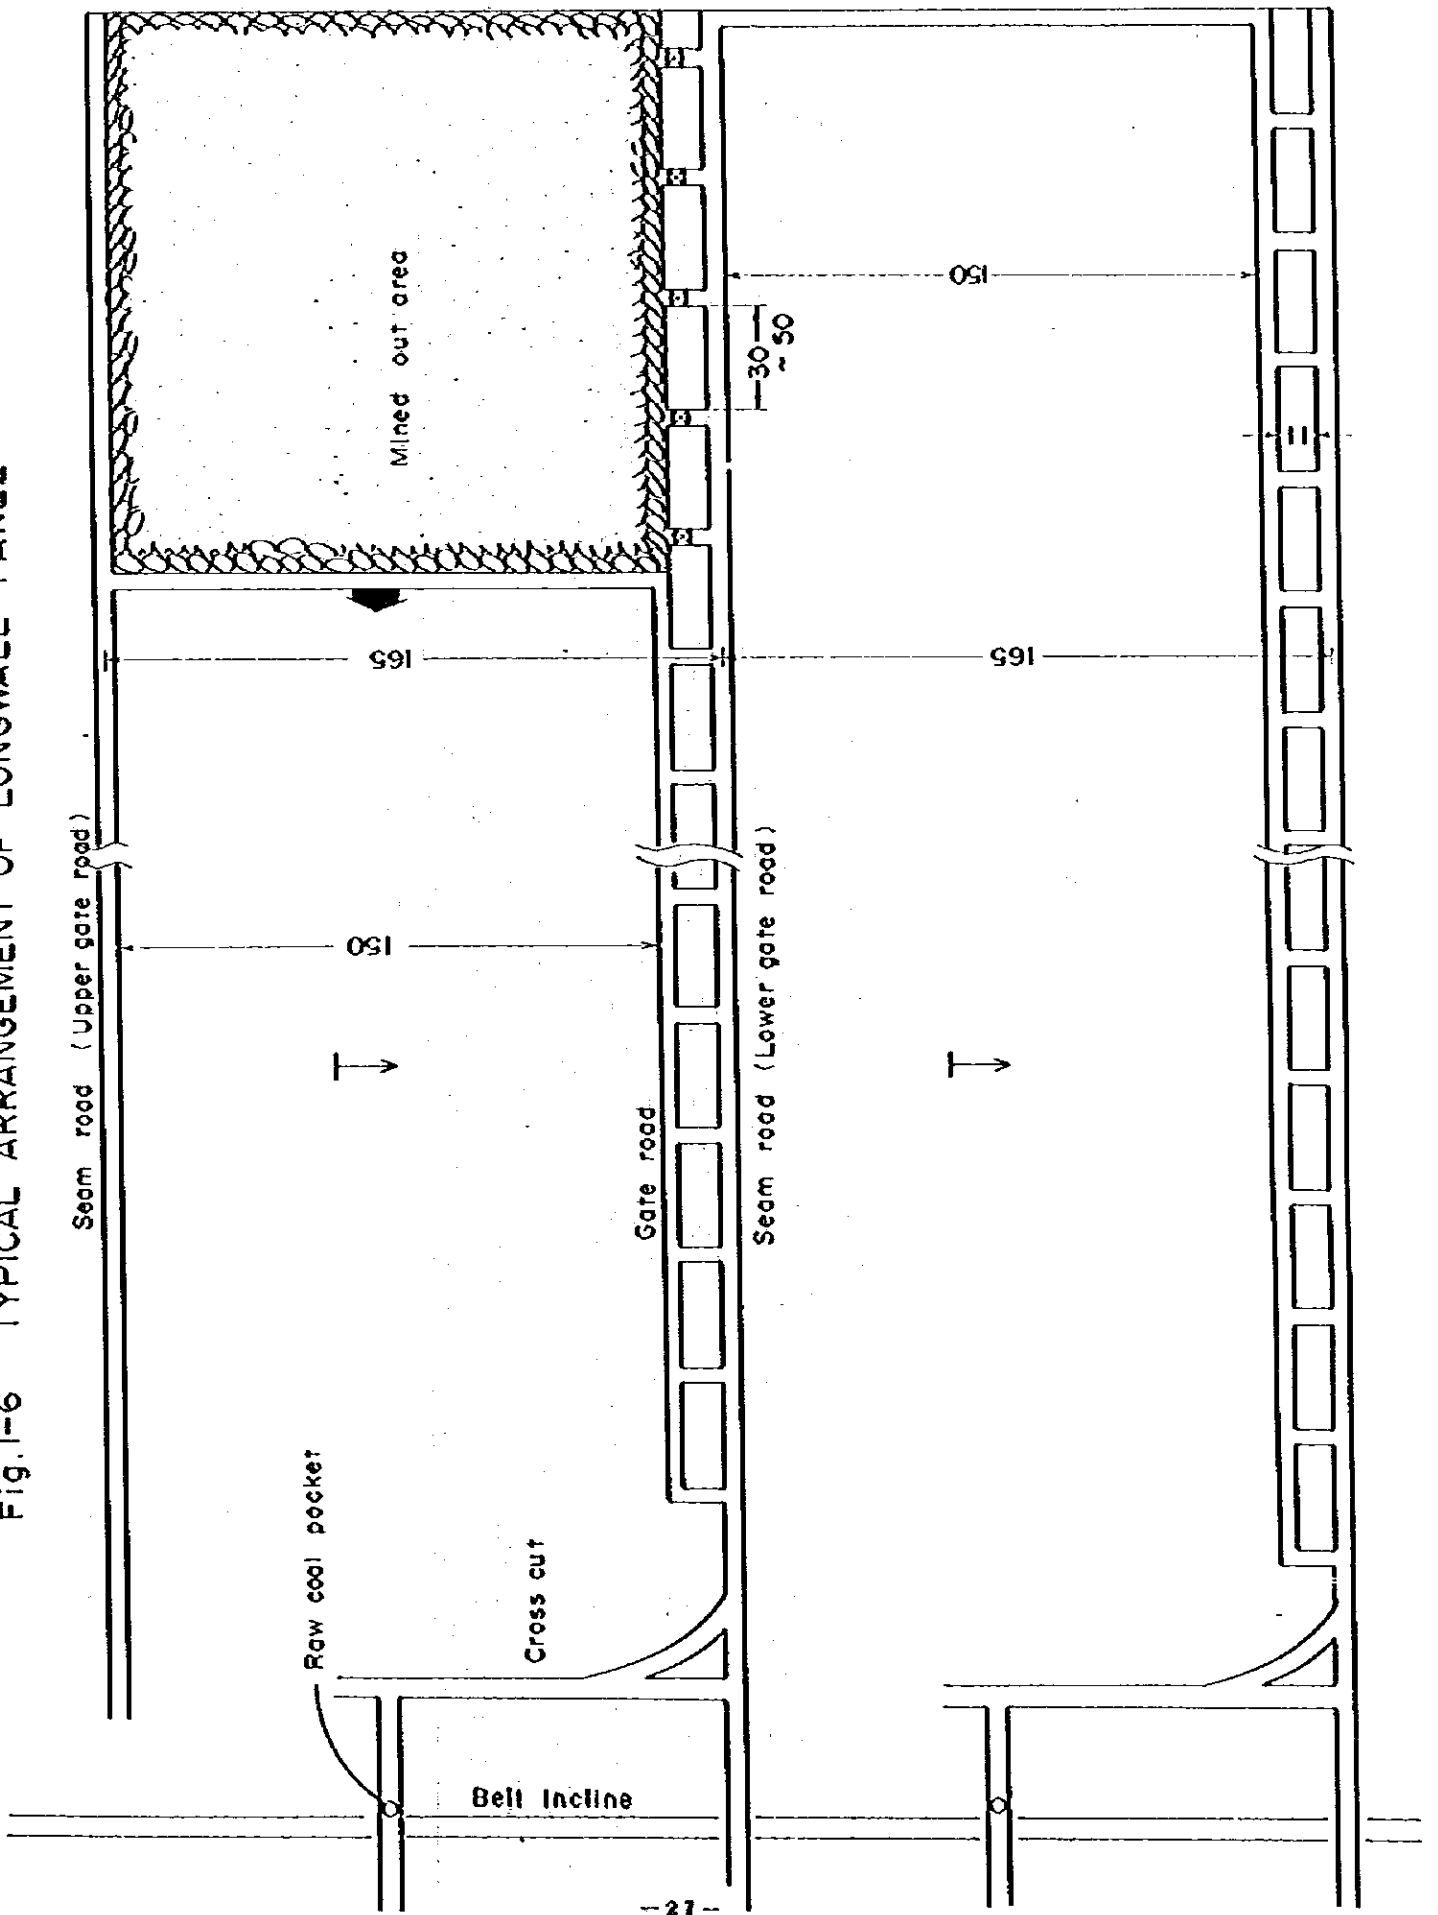 Fig.1-6 TYPICAL ARRANGEMENT OF LONGWALL PANEL
Seam road (Upper gate road)
Mined out area
165
150
30
~ 50
150
165
11
Gate road
Seam road (Lower gate road)
Raw coal pocket
Cross cut
Belt Incline
-27-